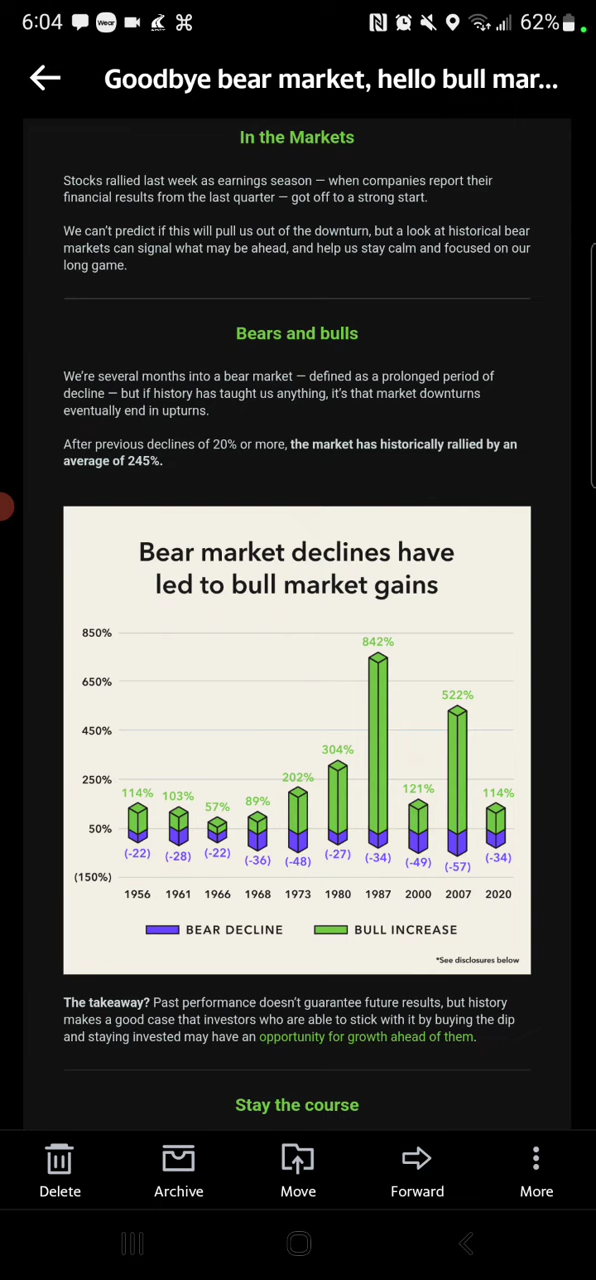 6:04
Wear
62%
Goodbye bear market, hello bull mar...
In the Markets
Stocks rallied last week as earnings season — when companies report their
financial results from the last quarter — got off to a strong start.
We can't predict if this will pull us out of the downturn, but a look at historical bear
markets can signal what may be ahead, and help us stay calm and focused on our
long game.
Bears and bulls
We're several months into a bear market — defined as a prolonged period of
decline — but if history has taught us anything, it's that market downturns
eventually end in upturns.
After previous declines of 20% or more, the market has historically rallied by an
average of 245%.
Bear market declines have
led to bull market gains
850%
842%
650%
522%
450%
304%
250%
202%
114% 103% 57% 89% 121% 114%
50%
(-22) (-28) (-22) (-36) (-48) (-27) (-34) (-49) (-57) (-34)
(150%)
1956 1961 1966 1968 1973 1980 1987 2000 2007 2020
BEAR DECLINE BULL INCREASE
*See disclosures below
The takeaway? Past performance doesn't guarantee future results, but history
makes a good case that investors who are able to stick with it by buying the dip
and staying invested may have an opportunity for growth ahead of them.
Stay the course
Delete Archive Move Forward More